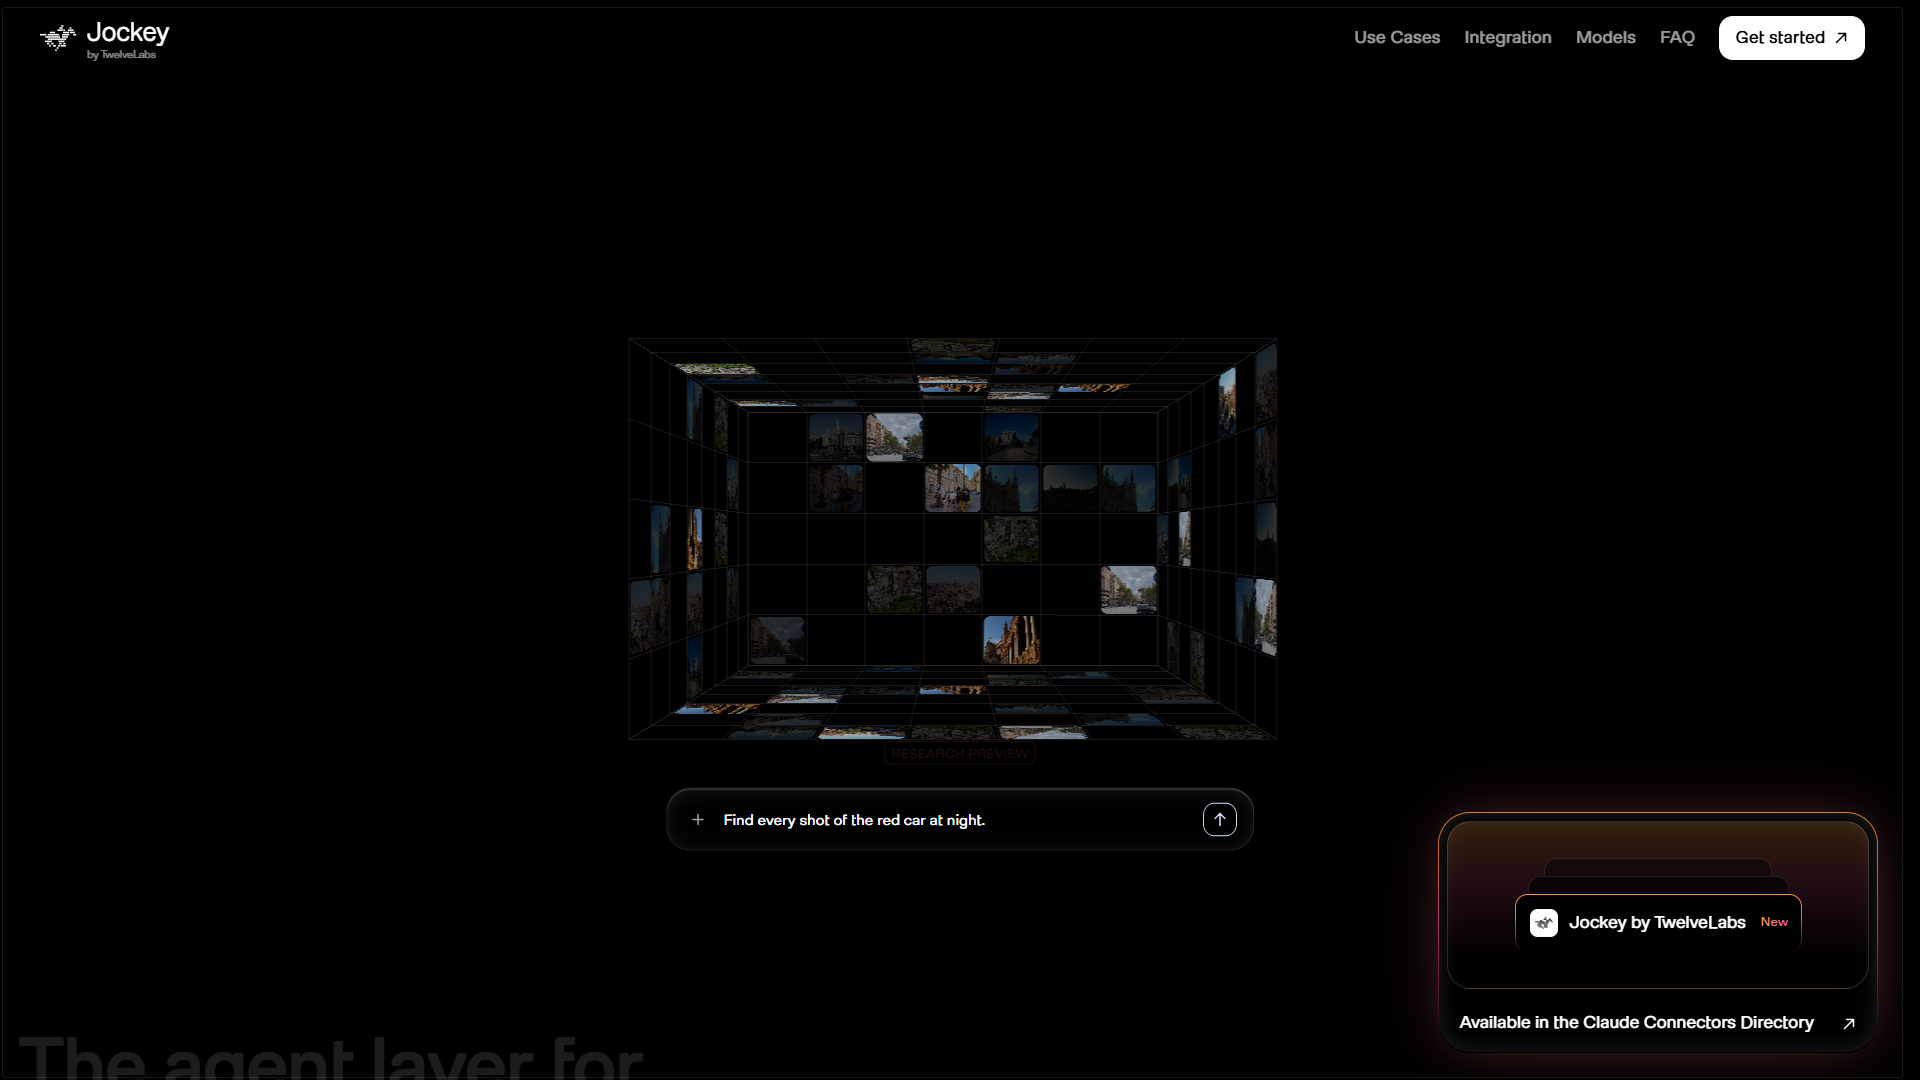 Jockey
by TwelveLabs
Use Cases
Integration
Models
FAQ
Get started
RESEARCH PREVIEW
Find every shot of the red car at night.
Jockey by TwelveLabs
New
Available in the Claude Connectors Directory
The agent layer for